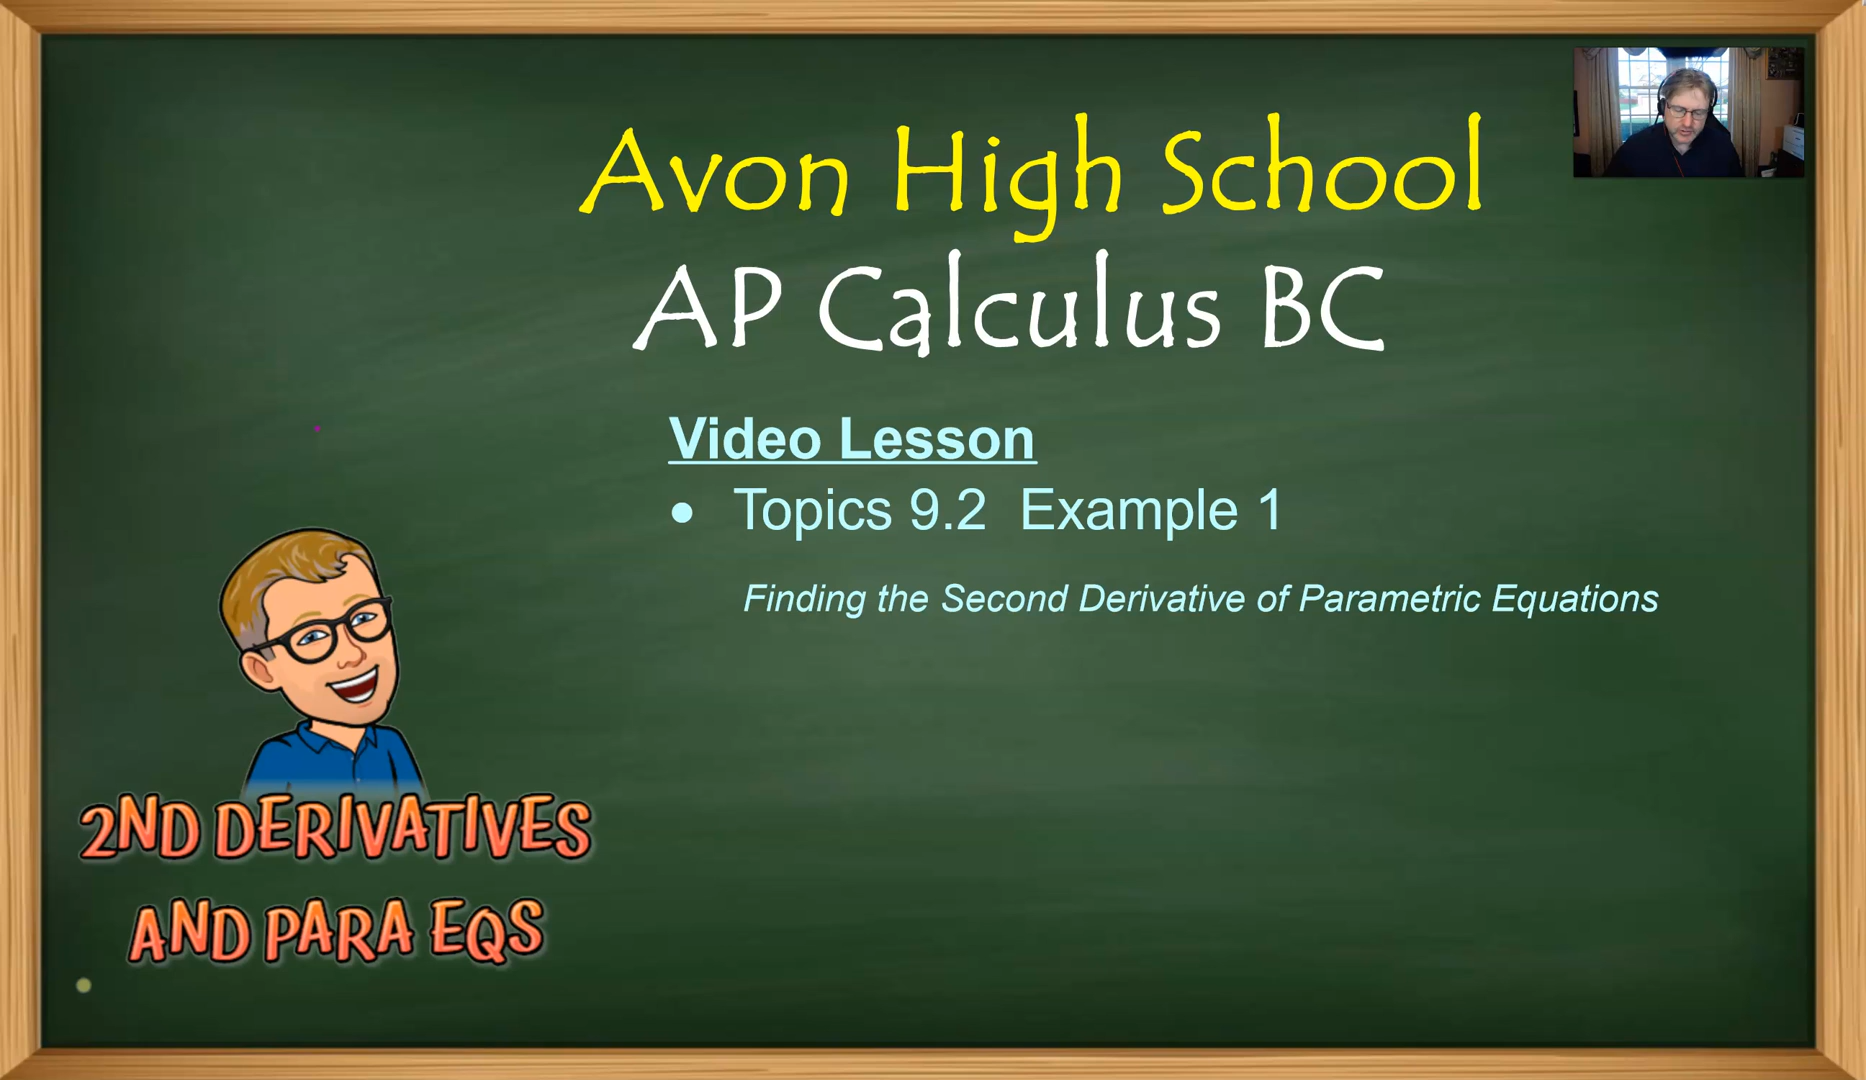 Avon High School
AP Calculus BC
Video Lesson
● Topics 9.2 Example 1
Finding the Second Derivative of Parametric Equations
2ND DERIVATIVES
AND PARA EQS